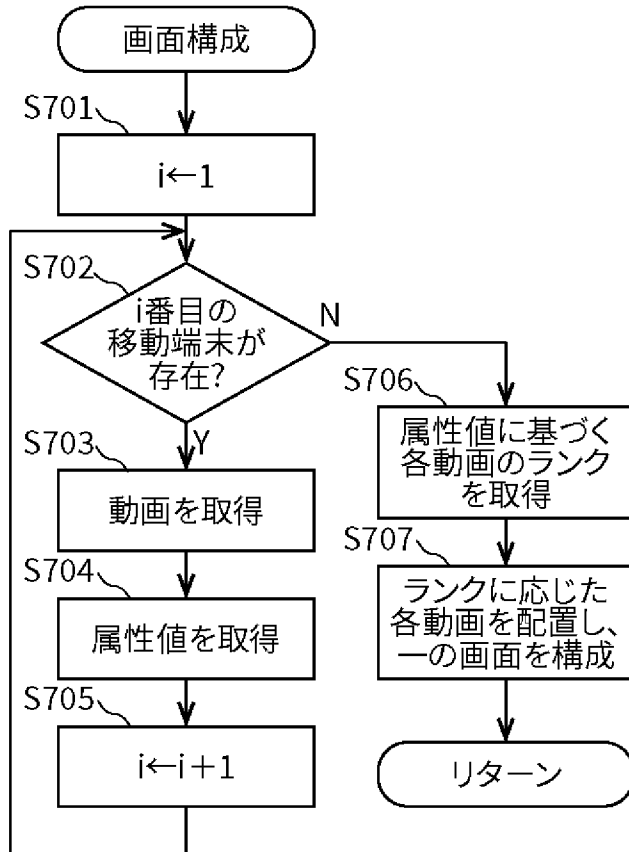 画面構成
S701
i←1
S702
i番目の
移動端末が
存在?
N
Y
S703
動画を取得
S704
属性値を取得
S705
i←i+1
S706
属性値に基づく
各動画のランク
を取得
S707
ランクに応じた
各動画を配置し、
一の画面を構成
リターン